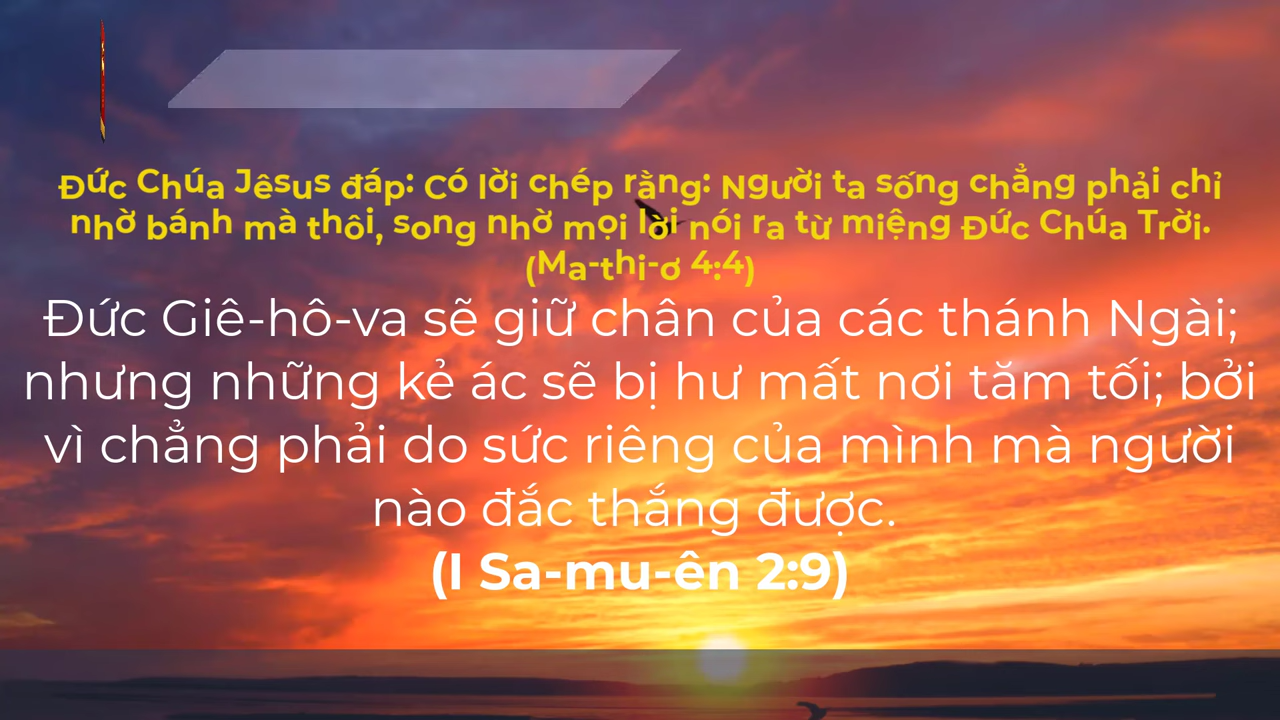 Đức Chúa Jêsus đáp: Có lời chép rằng: Người ta sống chẳng phải chỉ
nhờ bánh mà thôi, song nhờ mọi lời nói ra từ miệng Đức Chúa Trời.
(Ma-thi-ơ 4:4)
Đức Giê-hô-va sẽ giữ chân của các thánh Ngài;
nhưng những kẻ ác sẽ bị hư mất nơi tăm tối; bởi
vì chẳng phải do sức riêng của mình mà người
nào đắc thắng được.
(I Sa-mu-ên 2:9)